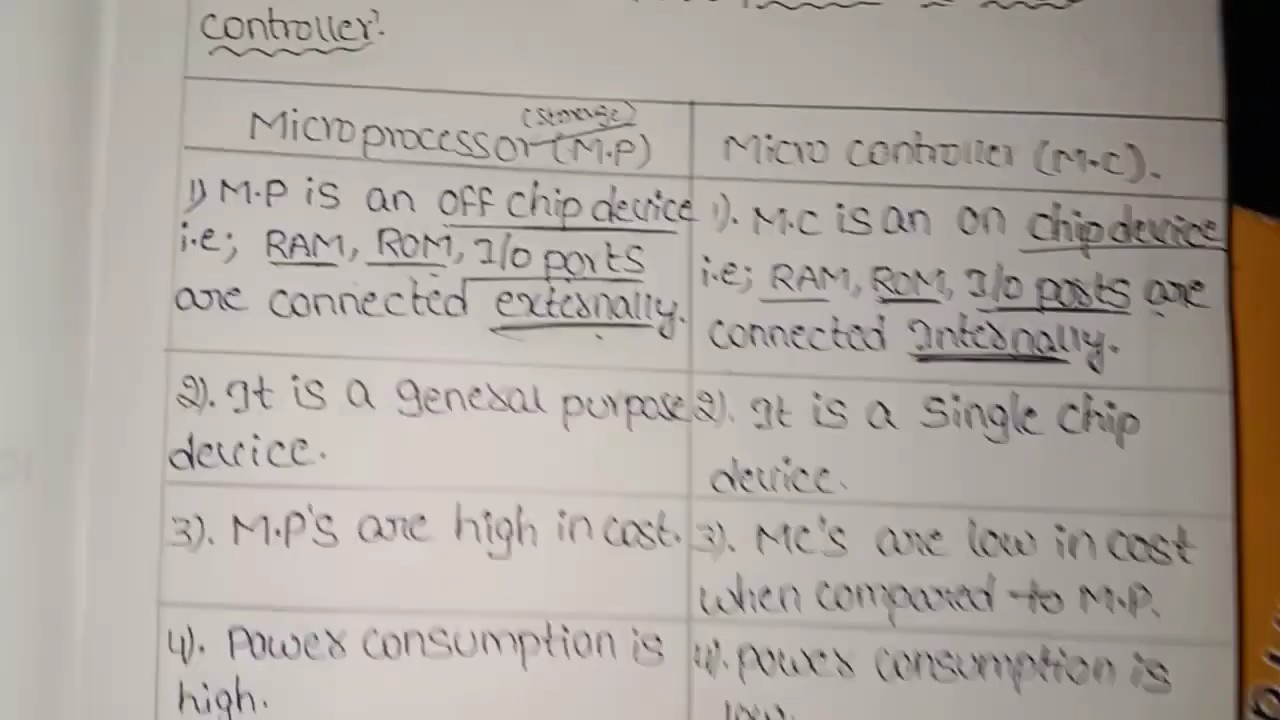 controller?
(storage)
Microprocessor (M.P)
1) M.P is an off chip device
i.e; RAM, ROM, I/o ports
are connected externally.
2). It is a general purpose
device.
3). M.P's are high in cost.
4). Power consumption is
high.
Micro controller (M.C).
1). M.C is an on chip device
i.e; RAM, ROM, I/o ports are
connected Internally.
2). It is a single chip
device.
3). MC's are low in cost
when compared to M.P.
4). power consumption is
low.